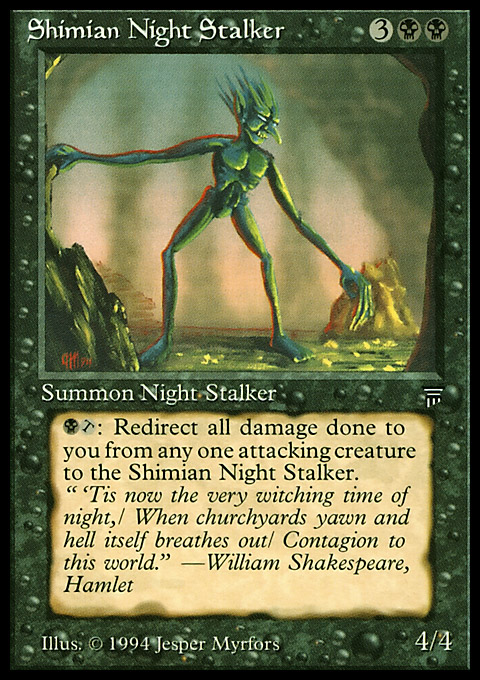 Shimian Night Stalker 3
Summon Night Stalker
: Redirect all damage done to
you from any one attacking creature
to the Shimian Night Stalker.
“ ‘Tis now the very witching time of
night,/ When churchyards yawn and
hell itself breathes out/ Contagion to
this world.” —William Shakespeare,
Hamlet
Illus. © 1994 Jesper Myrfors 4/4